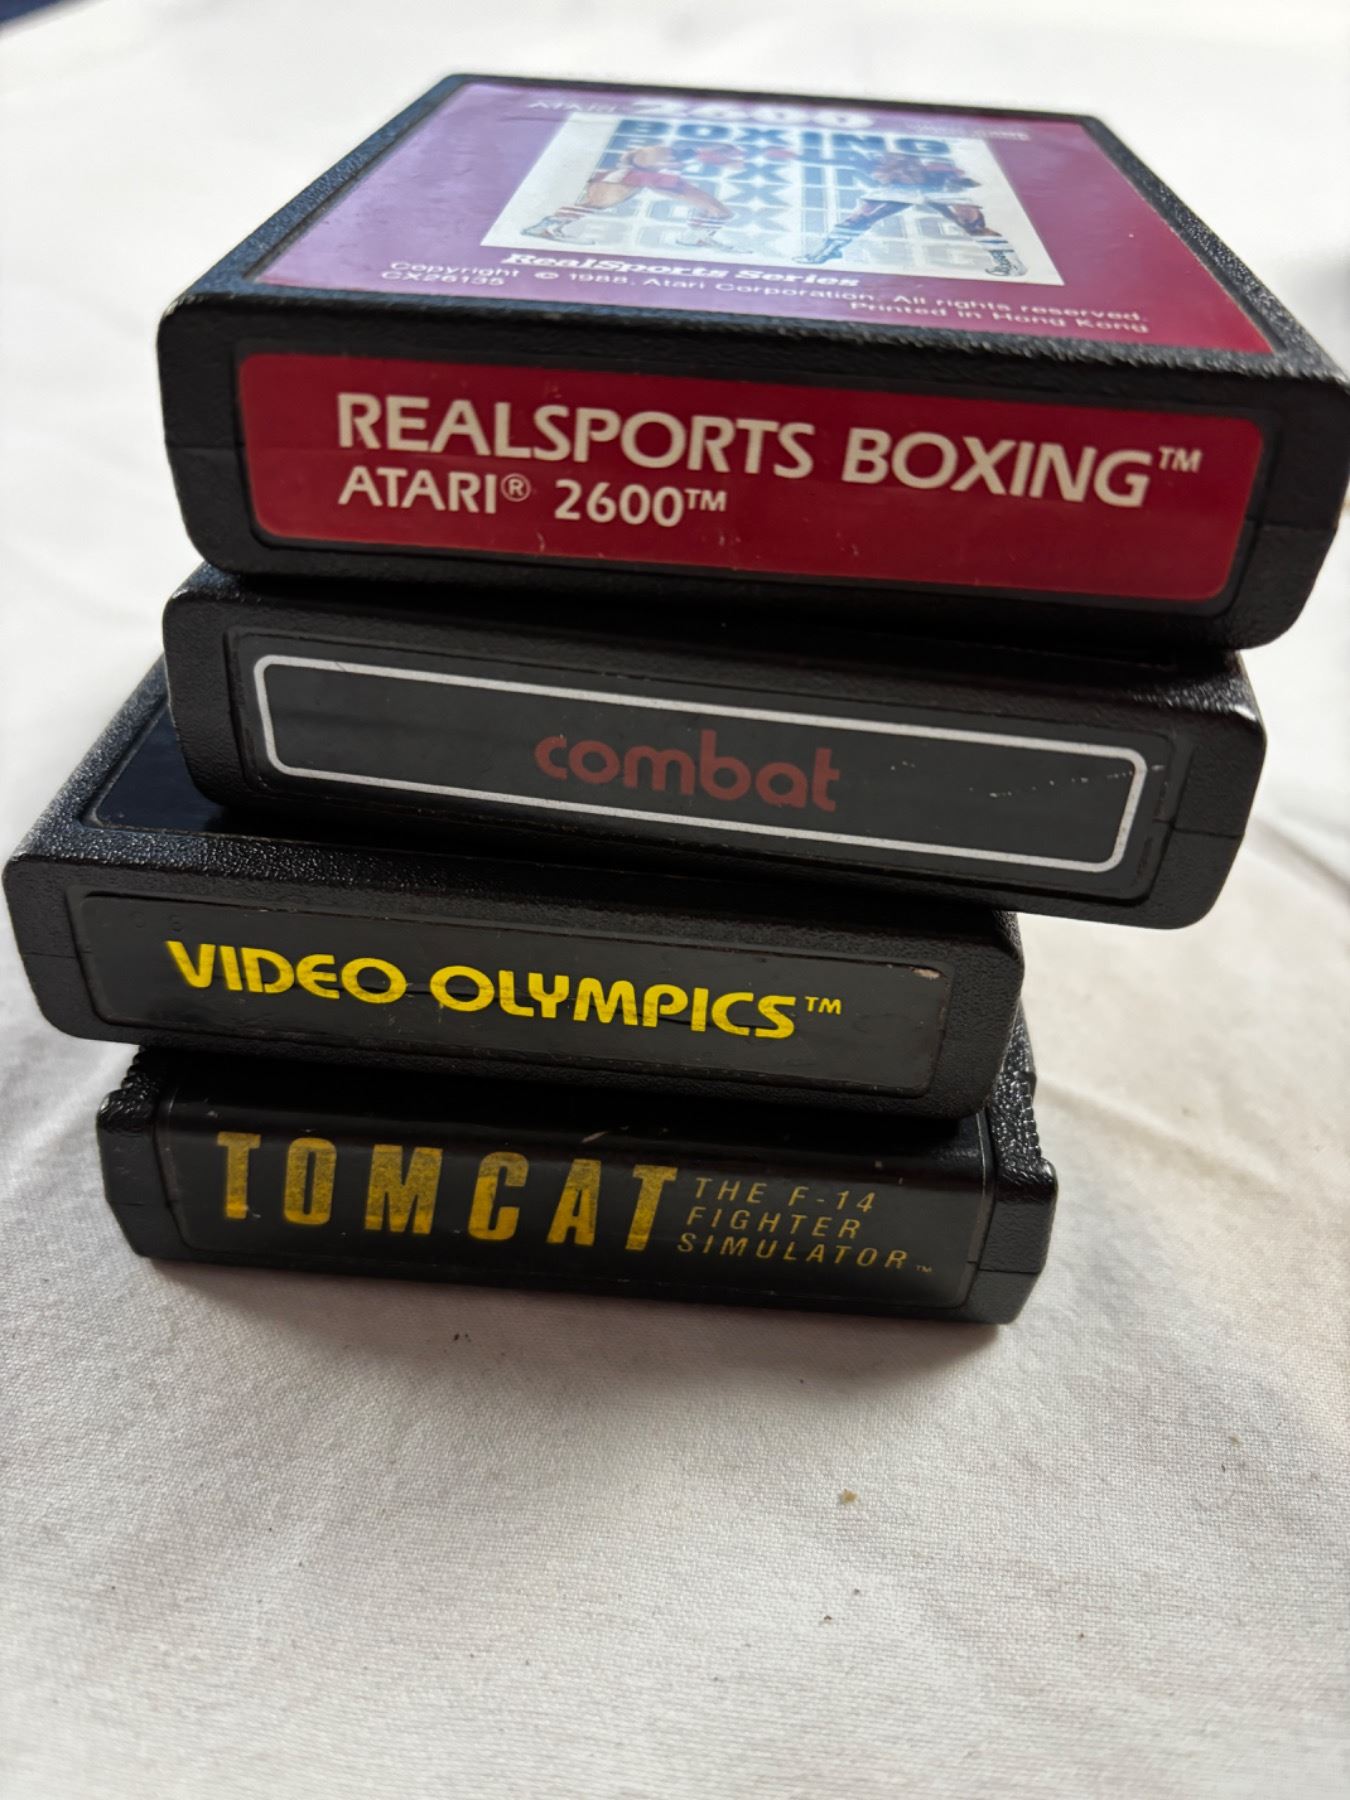 ATARI 2600
BOXING
RealSports Series
Copyright © 1988, Atari Corporation. All rights reserved.
CX26135
Printed in Hong Kong
REALSPORTS BOXING™
ATARI® 2600™
combat
VIDEO OLYMPICS™
TOMCAT
THE F-14
FIGHTER
SIMULATOR™